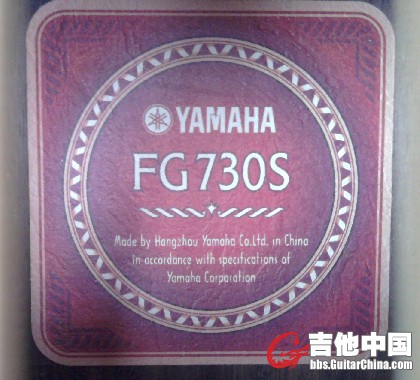 YAMAHA
FG730S
Made by Hangzhou Yamaha Co.Ltd. in China
in accordance with specifications of
Yamaha Corporation
吉他中国
bbs.GuitarChina.com